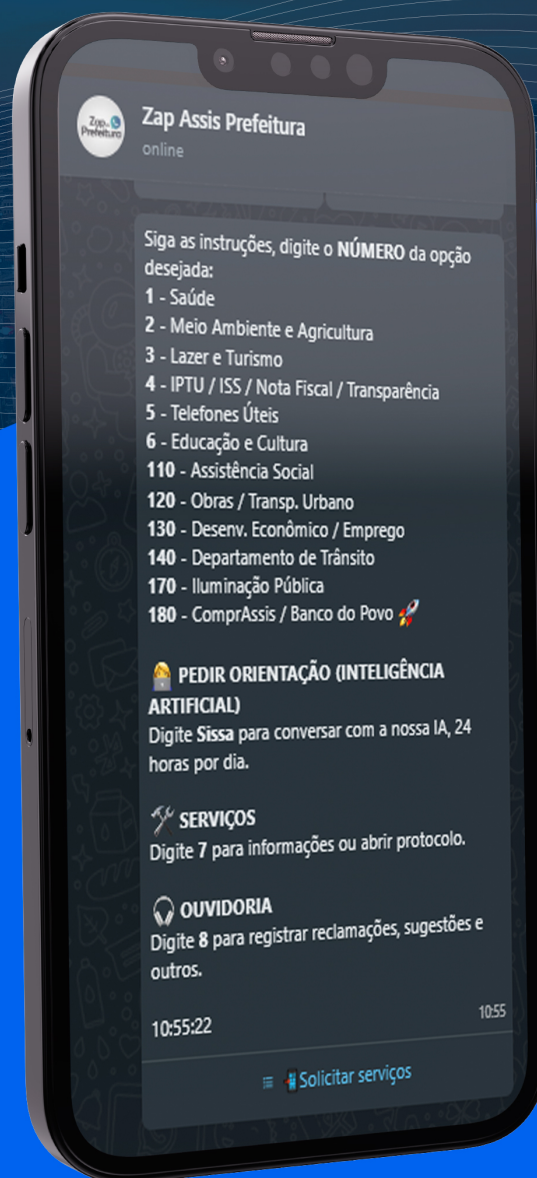 Zap
Prefeitura
Zap Assis Prefeitura
online
Siga as instruções, digite o NÚMERO da opção
desejada:
1 - Saúde
2 - Meio Ambiente e Agricultura
3 - Lazer e Turismo
4 - IPTU / ISS / Nota Fiscal / Transparência
5 - Telefones Úteis
6 - Educação e Cultura
110 - Assistência Social
120 - Obras / Transp. Urbano
130 - Desenv. Econômico / Emprego
140 - Departamento de Trânsito
170 - Iluminação Pública
180 - ComprAssis / Banco do Povo 🚀
👩‍💻 PEDIR ORIENTAÇÃO (INTELIGÊNCIA
ARTIFICIAL)
Digite Sissa para conversar com a nossa IA, 24
horas por dia.
🛠 SERVIÇOS
Digite 7 para informações ou abrir protocolo.
🎧 OUVIDORIA
Digite 8 para registrar reclamações, sugestões e
outros.
10:55:22
10:55
📲Solicitar serviços